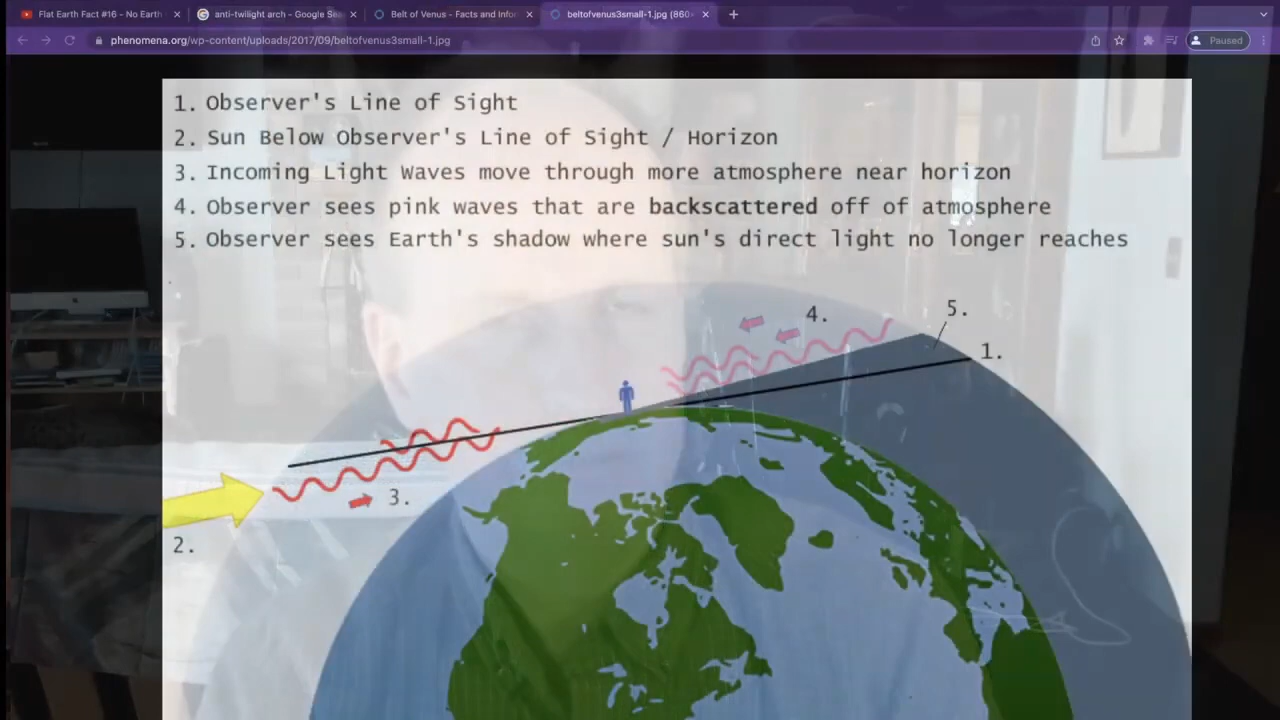 Flat Earth Fact #16 - No Earth
anti-twilight arch - Google Sea
Belt of Venus - Facts and Infor
beltofvenus3small-1.jpg (860×
phenomena.org/wp-content/uploads/2017/09/beltofvenus3small-1.jpg
Paused
1. Observer's Line of Sight
2. Sun Below Observer's Line of Sight / Horizon
3. Incoming Light Waves move through more atmosphere near horizon
4. Observer sees pink waves that are backscattered off of atmosphere
5. Observer sees Earth's shadow where sun's direct light no longer reaches
4.
5.
1.
3.
2.